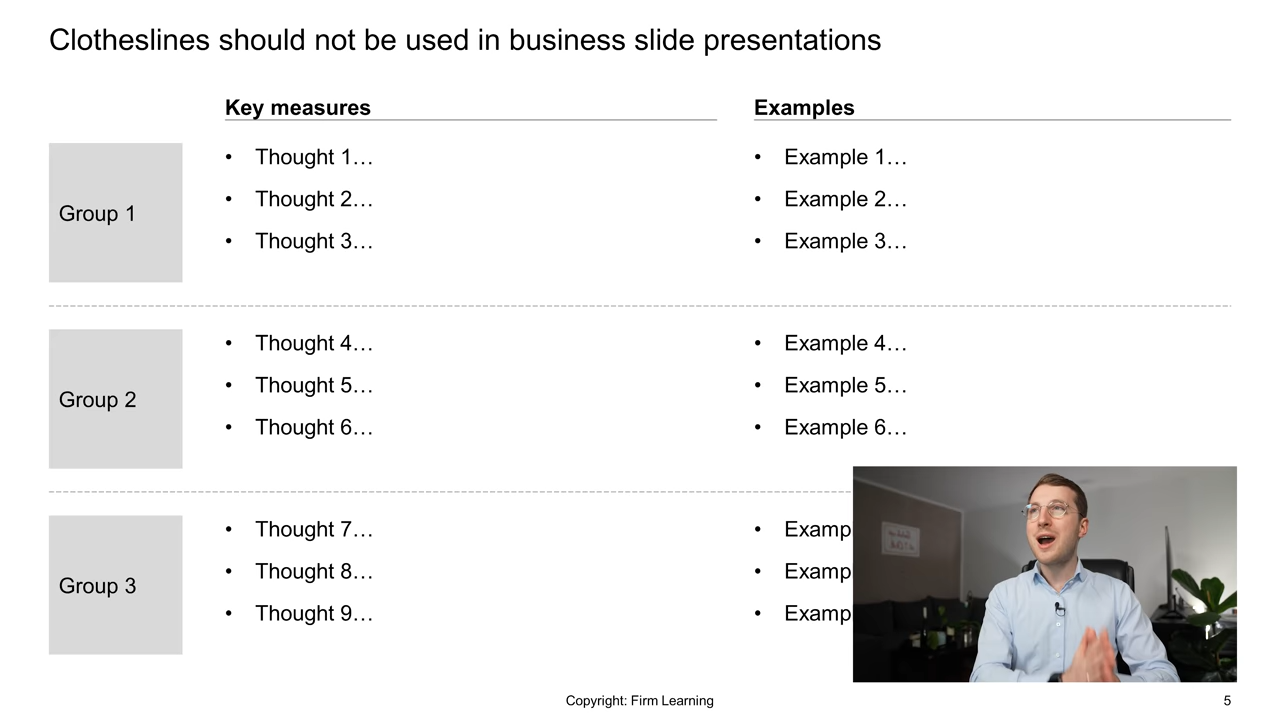 Clotheslines should not be used in business slide presentations
Key measures
Examples
Group 1
• Thought 1…
• Thought 2…
• Thought 3…
• Example 1…
• Example 2…
• Example 3…
Group 2
• Thought 4…
• Thought 5…
• Thought 6…
• Example 4…
• Example 5…
• Example 6…
Group 3
• Thought 7…
• Thought 8…
• Thought 9…
• Examp
• Examp
• Examp
Copyright: Firm Learning
5